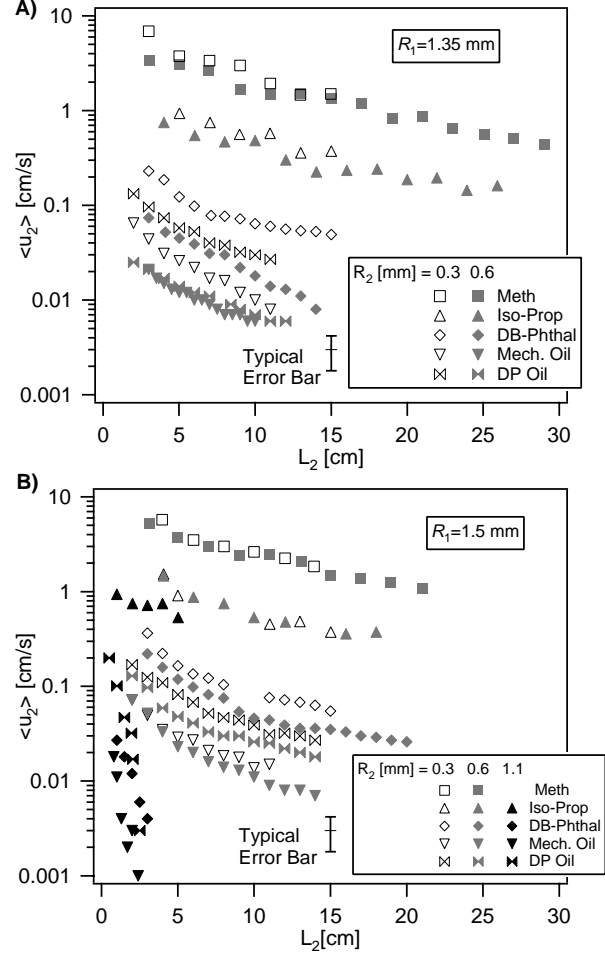 A)
R1=1.35 mm
10
1
0.1
0.01
0.001
<u2> [cm/s]
R2 [mm] = 0.3 0.6
Meth
Iso-Prop
DB-Phthal
Mech. Oil
DP Oil
Typical
Error Bar
0 5 10 15 20 25 30
L2 [cm]
B)
R1=1.5 mm
10
1
0.1
0.01
0.001
<u2> [cm/s]
R2 [mm] = 0.3 0.6 1.1
Meth
Iso-Prop
DB-Phthal
Mech. Oil
DP Oil
Typical
Error Bar
0 5 10 15 20 25 30
L2[cm]